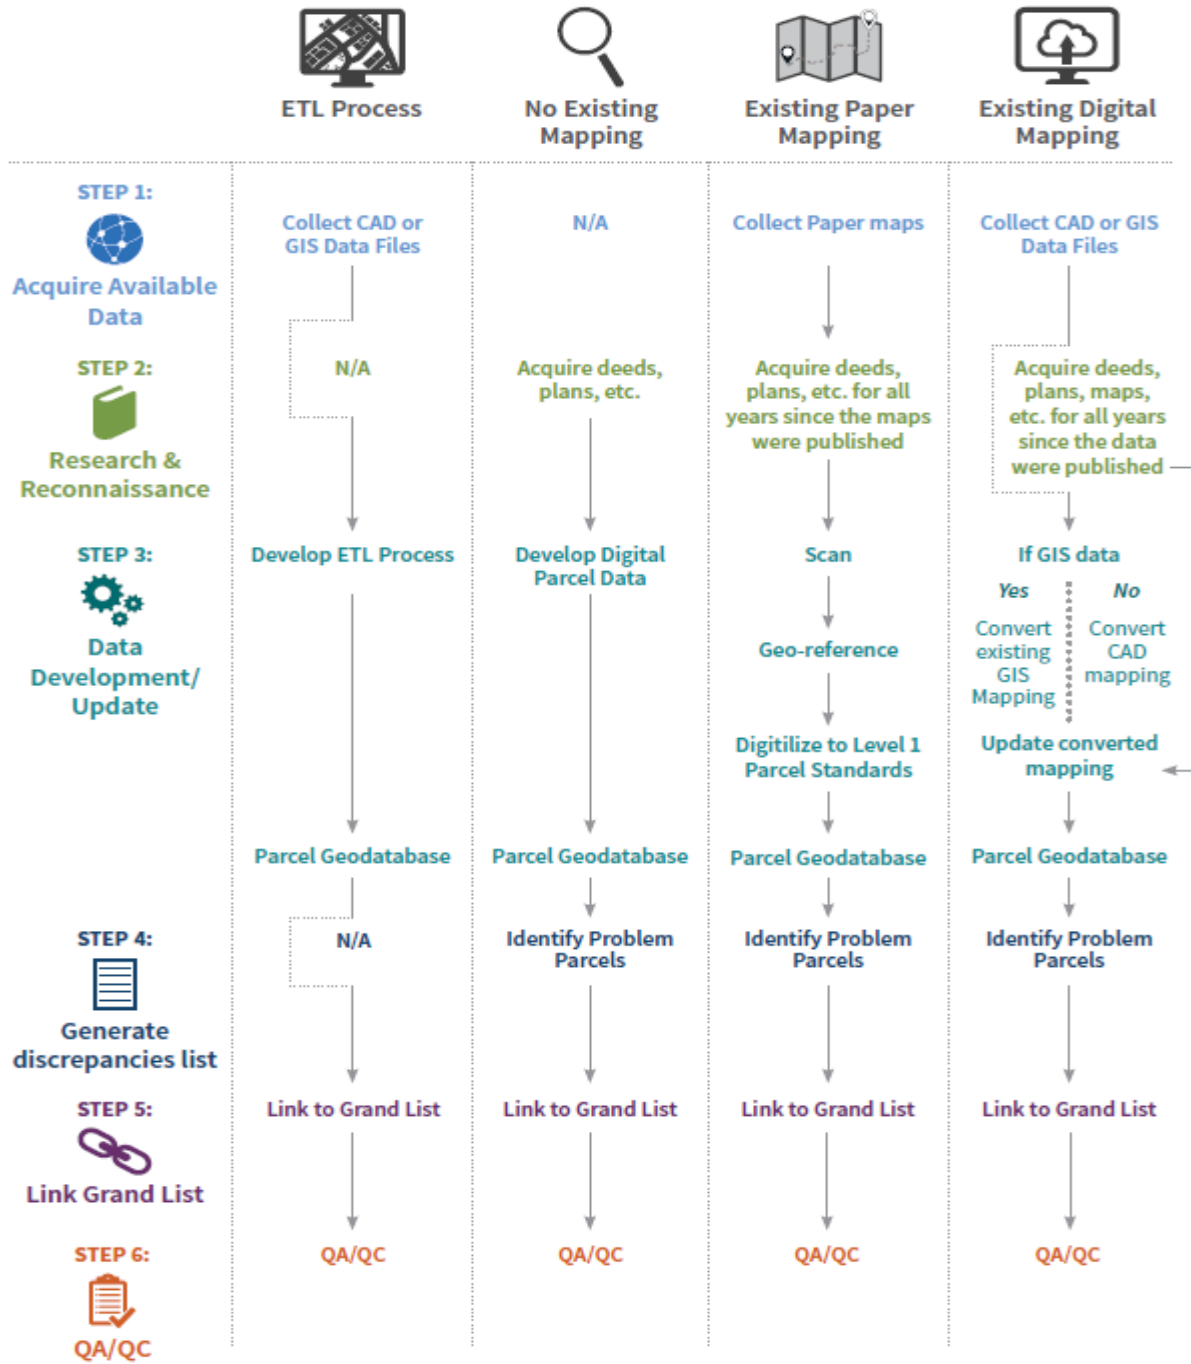 ETL Process
No Existing
Mapping
Existing Paper
Mapping
Existing Digital
Mapping
STEP 1:
Acquire Available
Data
Collect CAD or
GIS Data Files
N/A
Collect Paper maps
Collect CAD or GIS
Data Files
STEP 2:
Research &
Reconnaissance
N/A
Acquire deeds,
plans, etc.
Acquire deeds,
plans, etc. for all
years since the maps
were published
Acquire deeds,
plans, maps,
etc. for all years
since the data
were published
STEP 3:
Data
Development/
Update
Develop ETL Process
Parcel Geodatabase
Develop Digital
Parcel Data
Parcel Geodatabase
Scan
Geo-reference
Digitilize to Level 1
Parcel Standards
Parcel Geodatabase
If GIS data
Yes
Convert
existing
GIS
Mapping
No
Convert
CAD
mapping
Update converted
mapping
Parcel Geodatabase
STEP 4:
Generate
discrepancies list
N/A
Identify Problem
Parcels
Identify Problem
Parcels
Identify Problem
Parcels
STEP 5:
Link Grand List
Link to Grand List
Link to Grand List
Link to Grand List
Link to Grand List
STEP 6:
QA/QC
QA/QC
QA/QC
QA/QC
QA/QC